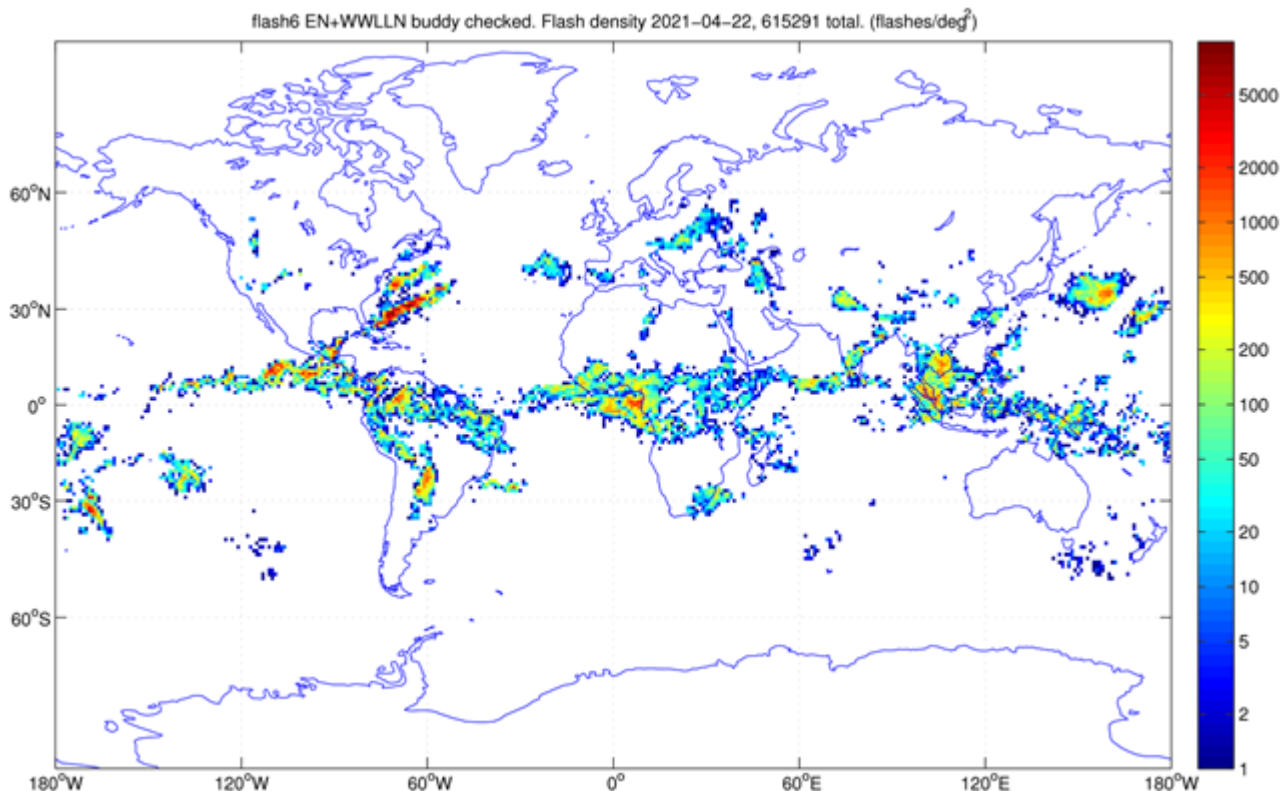 flash6 EN+WWLLN buddy checked. Flash density 2021-04-22, 615291 total. (flashes/deg²)
5000
2000
1000
500
200
100
50
20
10
5
2
1
60°N
30°N
0°
30°S
60°S
180°W
120°W
60°W
0°
60°E
120°E
180°W